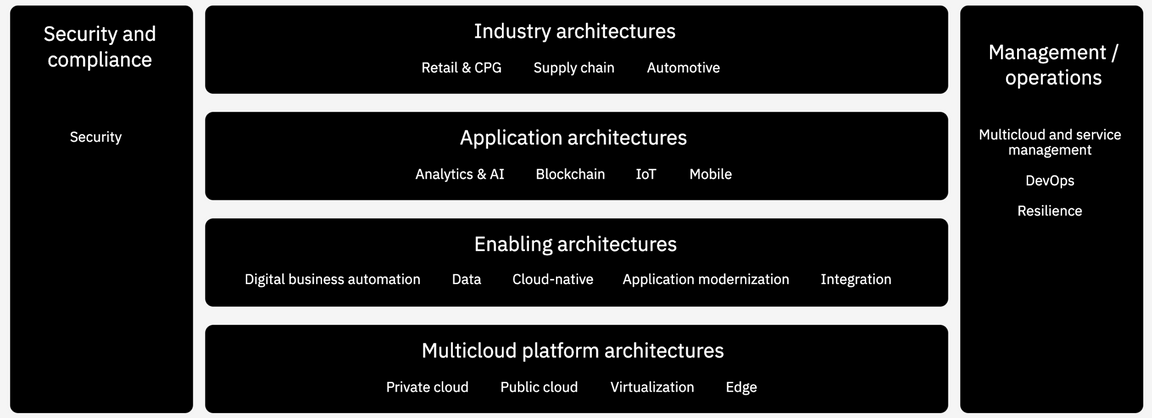 Security and
compliance
Security
Industry architectures
Retail & CPG Supply chain Automotive
Application architectures
Analytics & AI Blockchain IoT Mobile
Enabling architectures
Digital business automation Data Cloud-native Application modernization Integration
Multicloud platform architectures
Private cloud Public cloud Virtualization Edge
Management /
operations
Multicloud and service
management
DevOps
Resilience